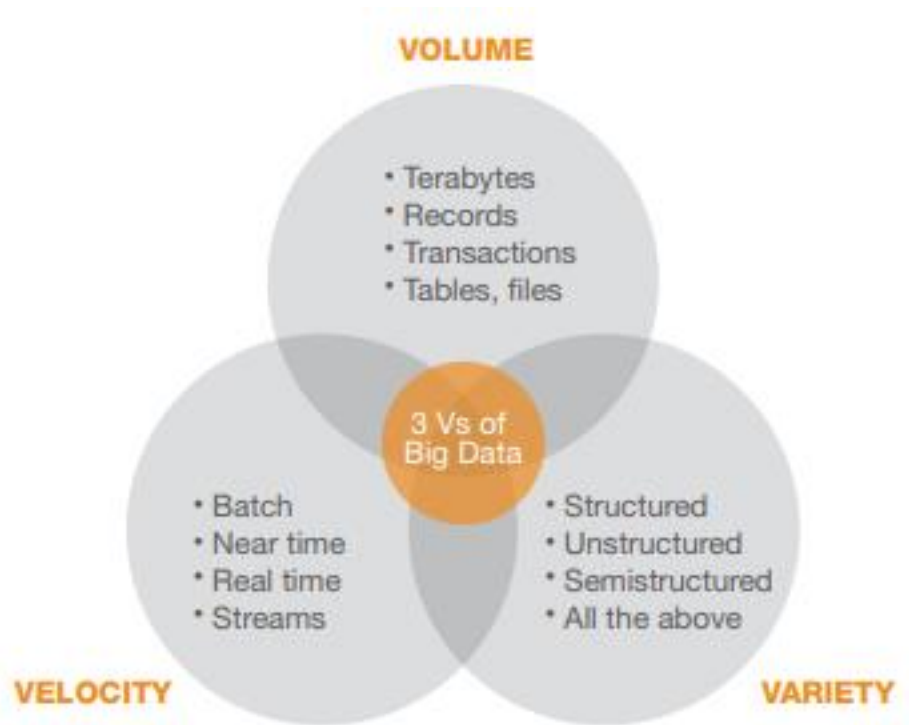 VOLUME
• Terabytes
• Records
• Transactions
• Tables, files
3 Vs of
Big Data
• Batch
• Near time
• Real time
• Streams
• Structured
• Unstructured
• Semistructured
• All the above
VELOCITY
VARIETY